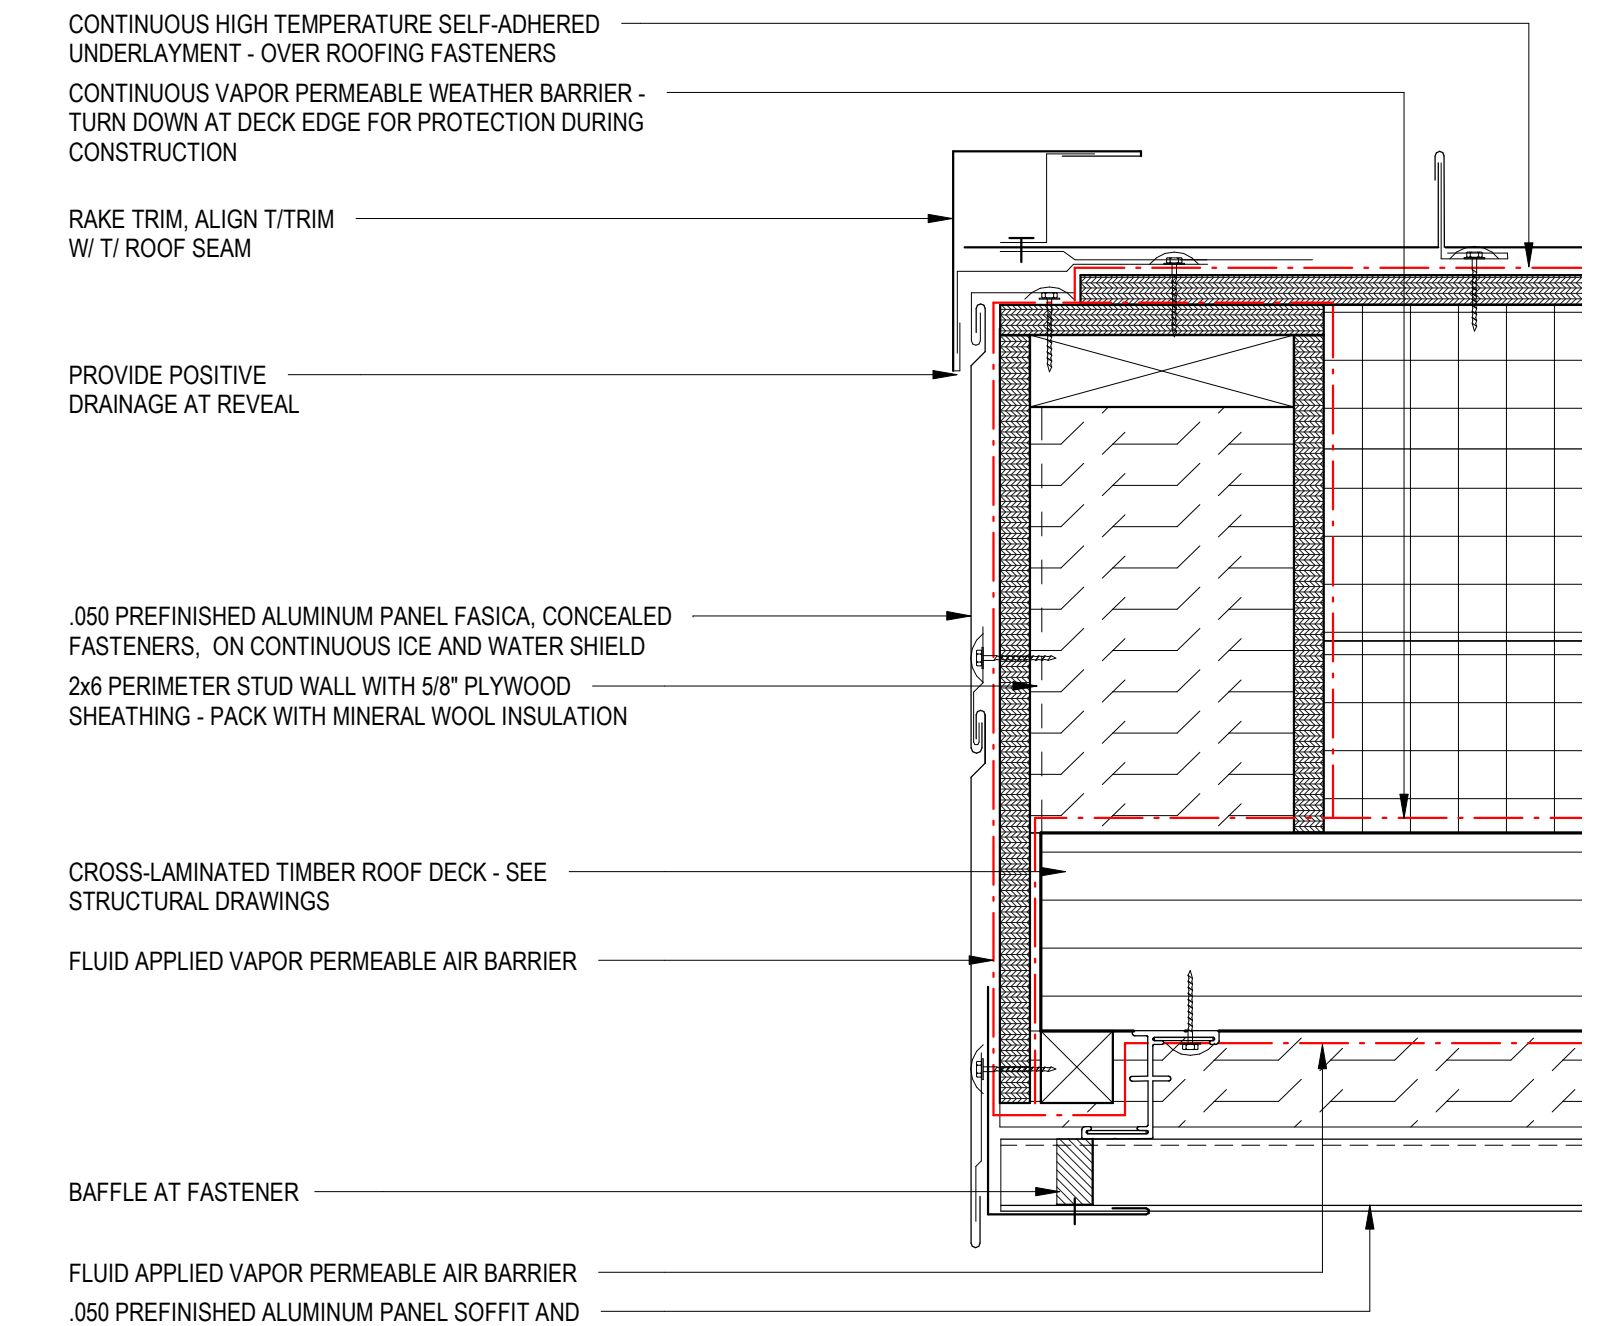 CONTINUOUS HIGH TEMPERATURE SELF-ADHERED
UNDERLAYMENT - OVER ROOFING FASTENERS
CONTINUOUS VAPOR PERMEABLE WEATHER BARRIER -
TURN DOWN AT DECK EDGE FOR PROTECTION DURING
CONSTRUCTION
RAKE TRIM, ALIGN T/TRIM
W/ T/ ROOF SEAM
PROVIDE POSITIVE
DRAINAGE AT REVEAL
.050 PREFINISHED ALUMINUM PANEL FASICA, CONCEALED
FASTENERS, ON CONTINUOUS ICE AND WATER SHIELD
2x6 PERIMETER STUD WALL WITH 5/8" PLYWOOD
SHEATHING - PACK WITH MINERAL WOOL INSULATION
CROSS-LAMINATED TIMBER ROOF DECK - SEE
STRUCTURAL DRAWINGS
FLUID APPLIED VAPOR PERMEABLE AIR BARRIER
BAFFLE AT FASTENER
FLUID APPLIED VAPOR PERMEABLE AIR BARRIER
.050 PREFINISHED ALUMINUM PANEL SOFFIT AND